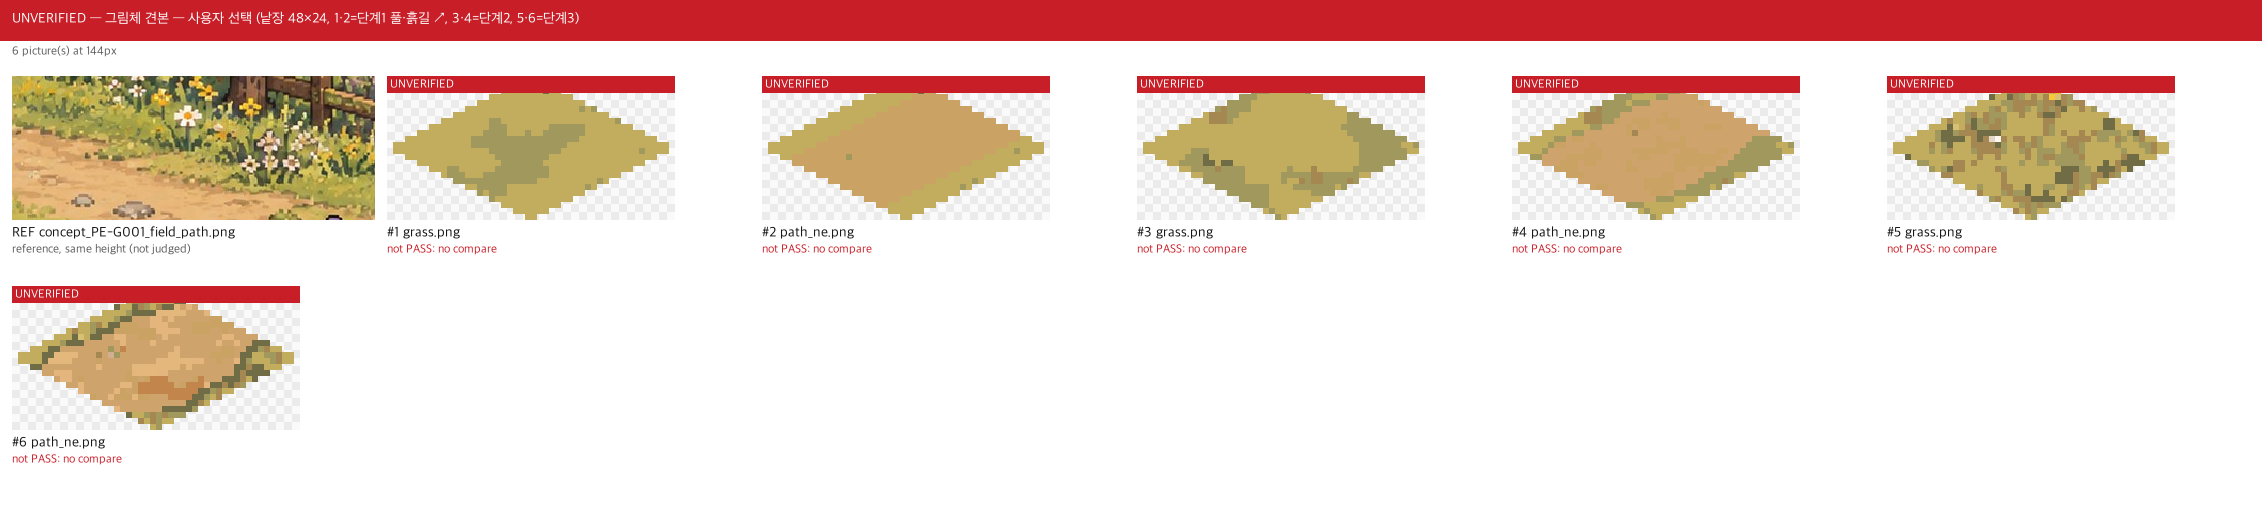 UNVERIFIED — 그림체 견본 — 사용자 선택 (낱장 48×24, 1·2=단계1 풀·흙길 ↗, 3·4=단계2, 5·6=단계3)
6 picture(s) at 144px
UNVERIFIED
UNVERIFIED
UNVERIFIED
UNVERIFIED
UNVERIFIED
REF concept_PE-G001_field_path.png
#1 grass.png
#2 path_ne.png
#3 grass.png
#4 path_ne.png
#5 grass.png
reference, same height (not judged)
not PASS: no compare
not PASS: no compare
not PASS: no compare
not PASS: no compare
not PASS: no compare
UNVERIFIED
#6 path_ne.png
not PASS: no compare